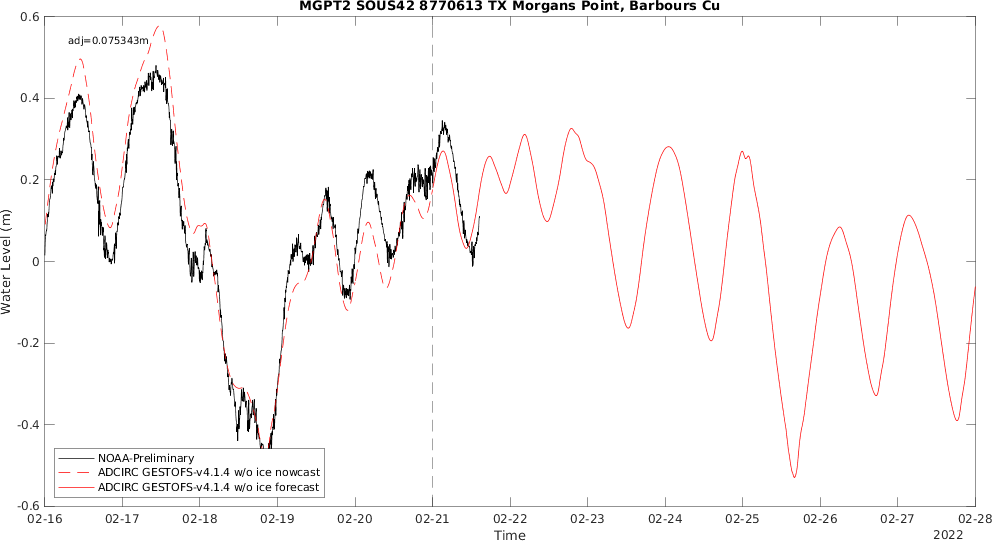 MGPT2 SOUS42 8770613 TX Morgans Point, Barbours Cu
adj=0.075343m
Water Level (m)
0.6
0.4
0.2
0
-0.2
-0.4
-0.6
NOAA-Preliminary
ADCIRC GESTOFS-v4.1.4 w/o ice nowcast
ADCIRC GESTOFS-v4.1.4 w/o ice forecast
02-16 02-17 02-18 02-19 02-20 02-21 02-22 02-23 02-24 02-25 02-26 02-27 02-28
Time
2022